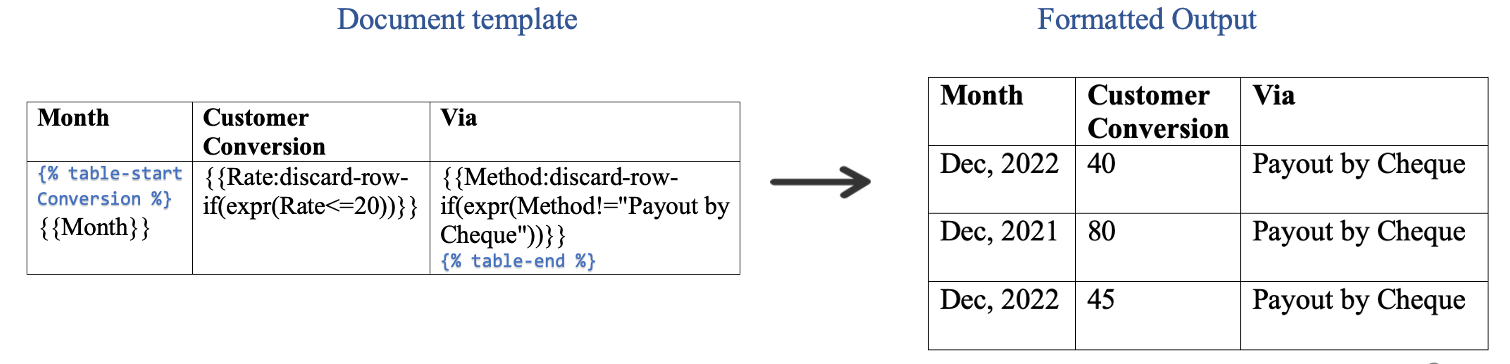 Document template
Formatted Output
Month
Customer
Conversion
Via
{% table-start
Conversion %}
{{Month}}
{{Rate:discard-row-
if(expr(Rate<=20))}}
{{Method:discard-row-
if(expr(Method!="Payout by
Cheque"))}}
{% table-end %}
Month
Customer
Conversion
Via
Dec, 2022
40
Payout by Cheque
Dec, 2021
80
Payout by Cheque
Dec, 2022
45
Payout by Cheque